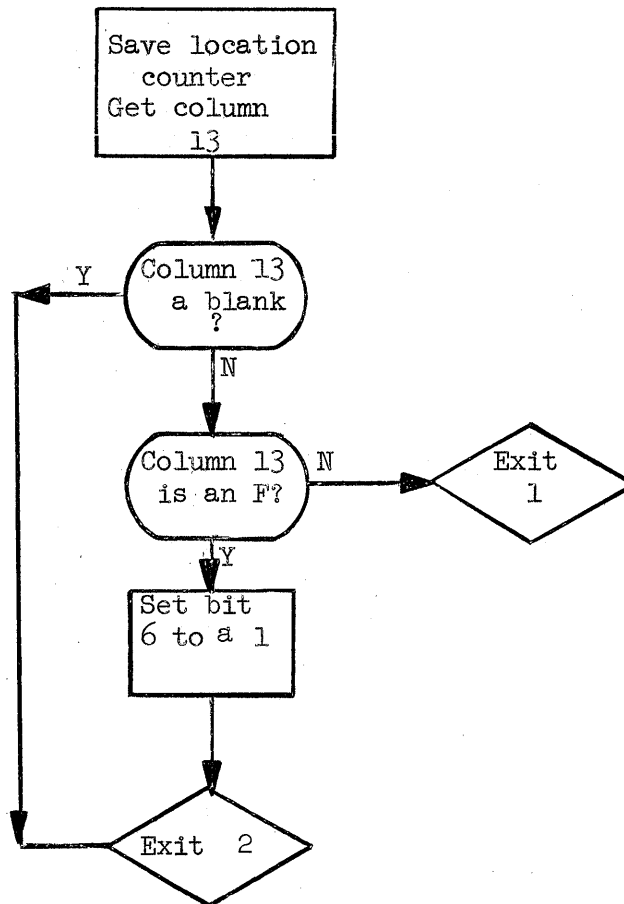 Save location
counter
Get column
13
Column 13
a blank
?
Y
N
Column 13
is an F?
N
Exit
1
Y
Set bit
6 to a 1
Exit 2